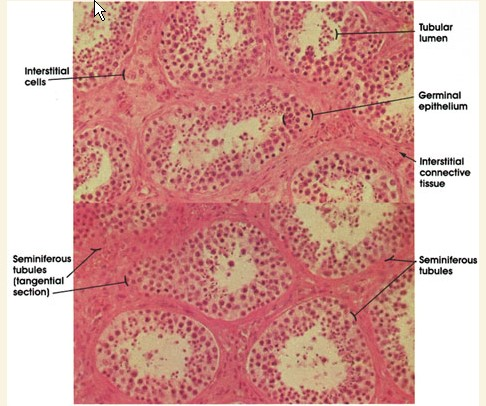 Tubular
lumen
Interstitial
cells
Germinal
epithelium
Interstitial
connective
tissue
Seminiferous
tubules
(tangential
section)
Seminiferous
tubules